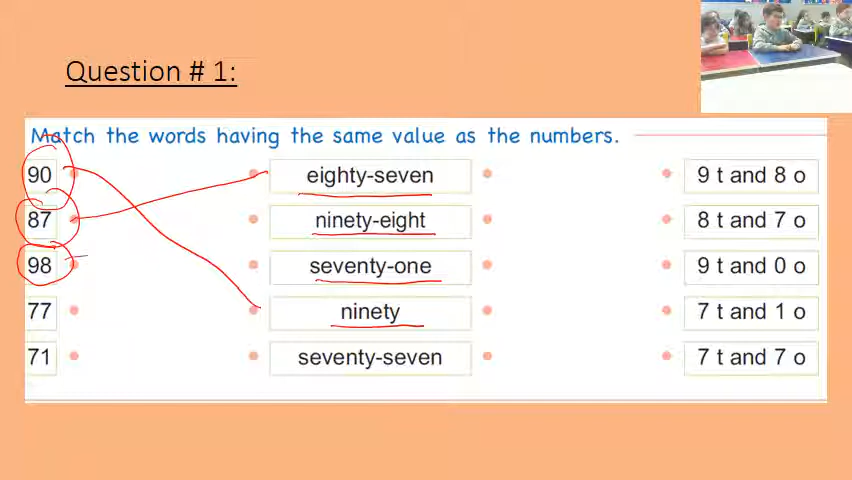 Question # 1:
Match the words having the same value as the numbers.
90 eighty-seven 9 t and 8 o
87 ninety-eight 8 t and 7 o
98 seventy-one 9 t and 0 o
77 ninety 7 t and 1 o
71 seventy-seven 7 t and 7 o